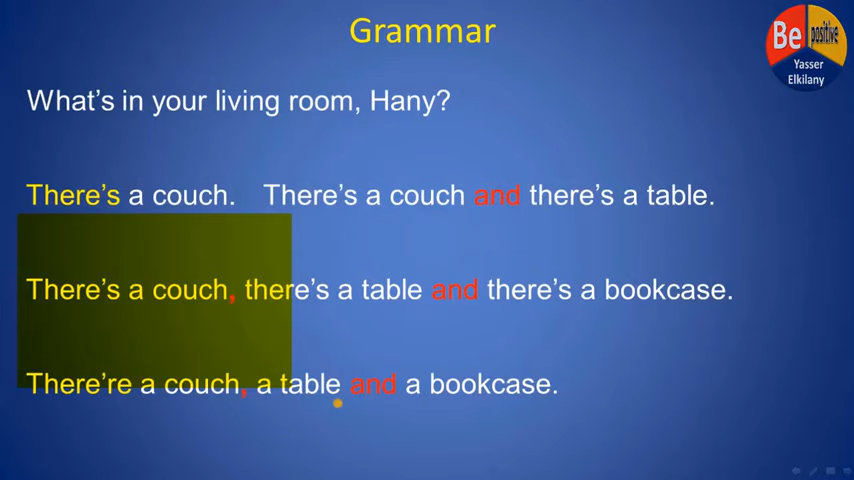 Grammar
Be positive
Yasser
Elkilany
What's in your living room, Hany?
There's a couch. There's a couch and there's a table.
There's a couch, there's a table and there's a bookcase.
There're a couch, a table and a bookcase.